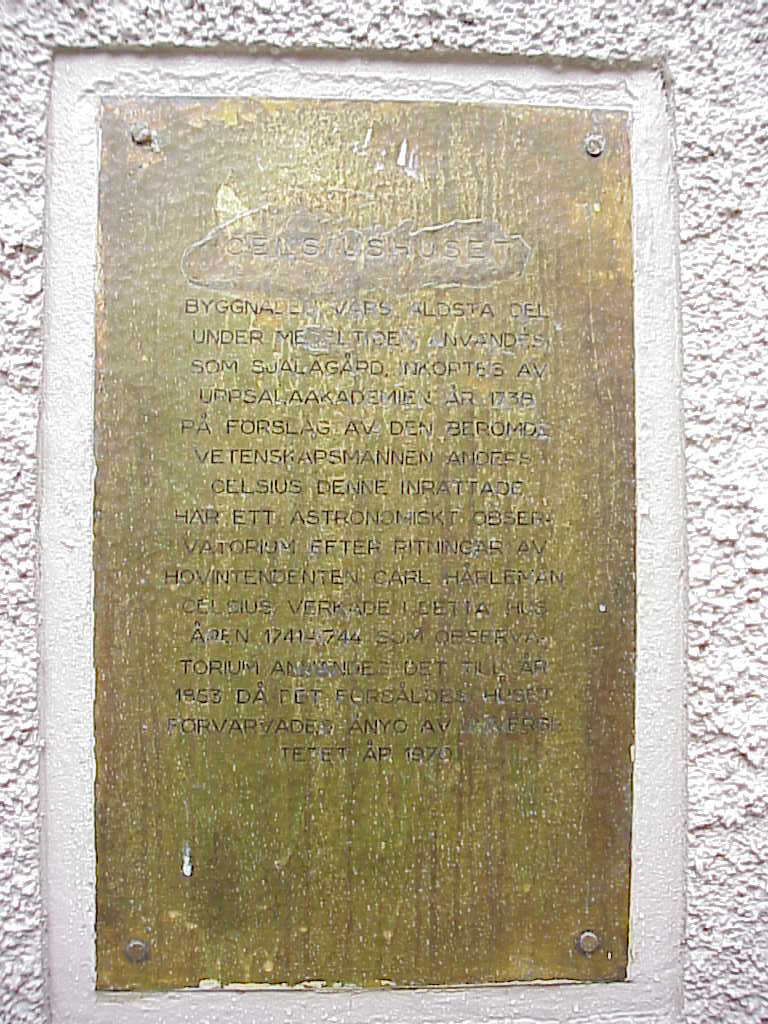 CELSIUSHUSET
BYGGNADEN, VARS ÄLDSTA DEL
UNDER MEDELTIDEN ANVÄNDES
SOM SJÄLAGÅRD, INKÖPTES AV
UPPSALAAKADEMIEN ÅR 1738
PÅ FÖRSLAG AV DEN BERÖMDE
VETENSKAPSMANNEN ANDERS
CELSIUS DENNE INRÄTTADE
HÄR ETT ASTRONOMISKT OBSER-
VATORIUM EFTER RITNINGAR AV
HOVINTENDENTEN CARL HÅRLEMAN
CELSIUS VERKADE I DETTA HUS
ÅREN 1741-1744 SOM OBSERVA-
TORIUM ANVÄNDES DET TILL ÅR
1853 DÅ DET FÖRSÅLDES HUSET
FÖRVÄRVADES ÅNYO AV UNIVERSI-
TETET ÅR 1970